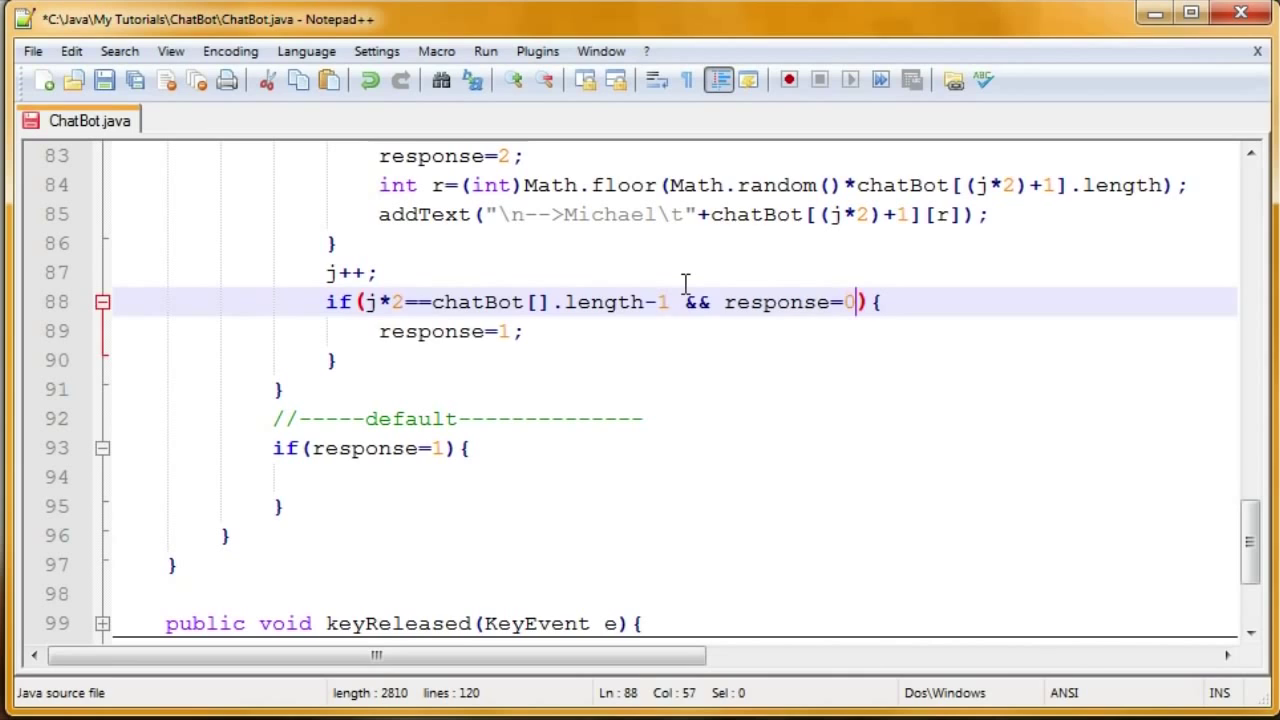 *C:\Java\My Tutorials\ChatBot\ChatBot.java - Notepad++
File Edit Search View Encoding Language Settings Macro Run Plugins Window ? X
ABC
ChatBot.java
83 response=2;
84 int r=(int)Math.floor(Math.random()*chatBot[(j*2)+1].length);
85 addText("\n-->Michael\t"+chatBot[(j*2)+1][r]);
86 }
87 j++;
88 if(j*2==chatBot[].length-1 && response=0){
89 response=1;
90 }
91 }
92 //-----default--------------
93 if(response=1){
94
95 }
96 }
97 }
98
99 public void keyReleased(KeyEvent e){
Java source file length : 2810 lines : 120 Ln : 88 Col : 57 Sel : 0 Dos\Windows ANSI INS